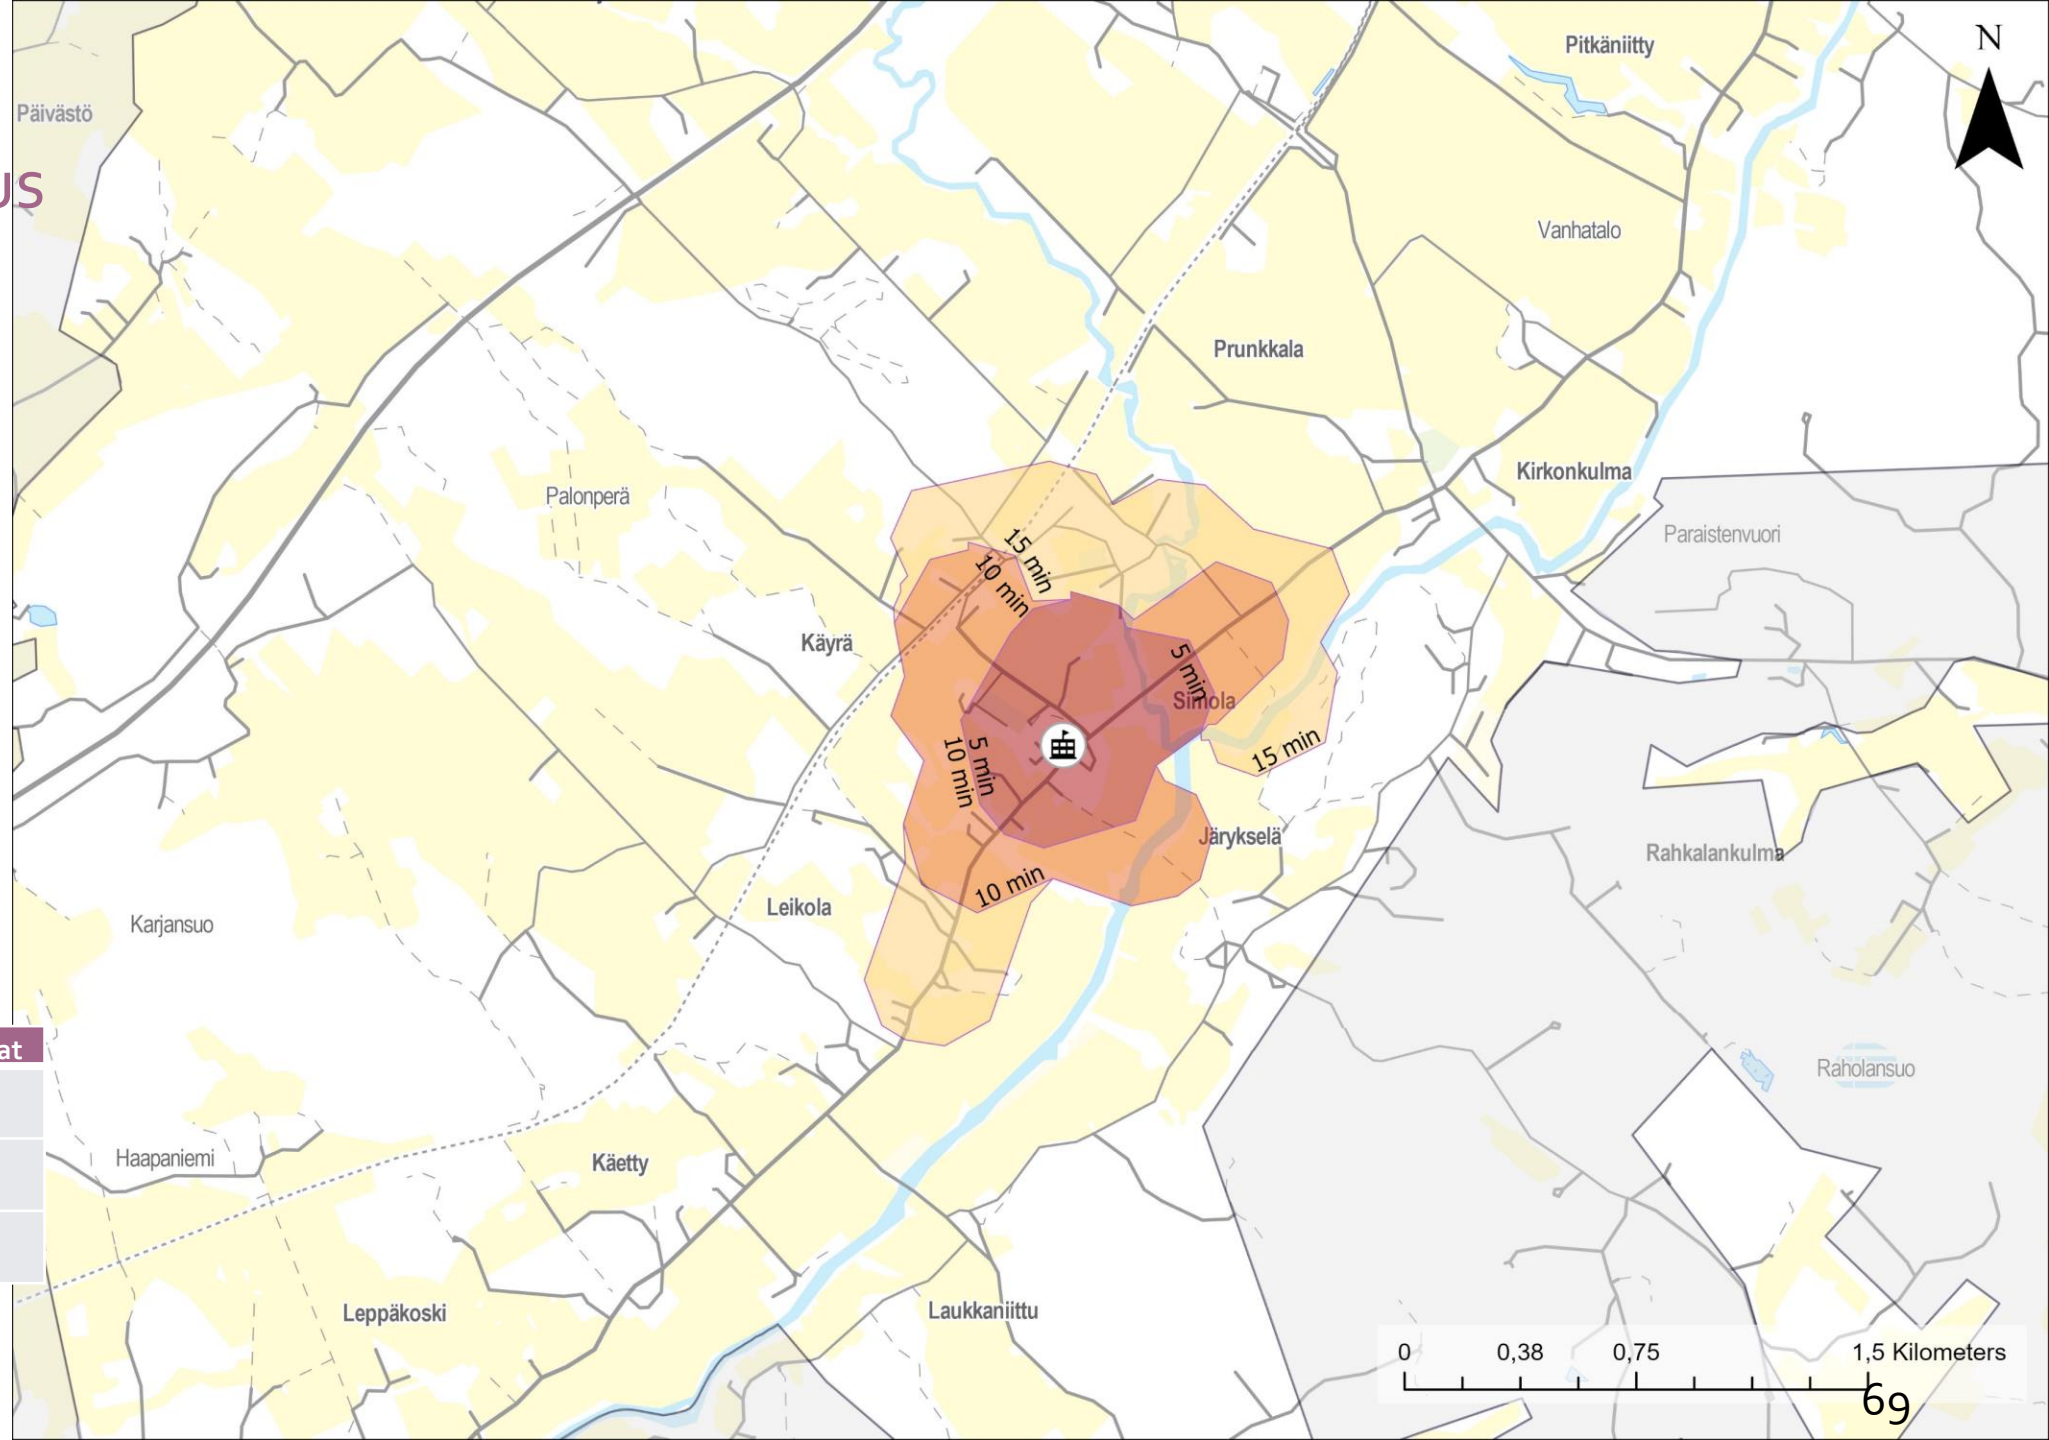 Pitkäniitty
N
Päivästö
US
Vanhatalo
Prunkkala
Kirkonkulma
Palonperä
Paraistenvuori
15 min
10 min
Käyrä
5 min
Simola
5 min
10 min
15 min
Järykselä
Rahkalankulma
10 min
Leikola
Karjansuo
at
Raholansuo
Haapaniemi
Käetty
Leppäkoski
Laukkaniittu
0 0,38 0,75 1,5 Kilometers
69